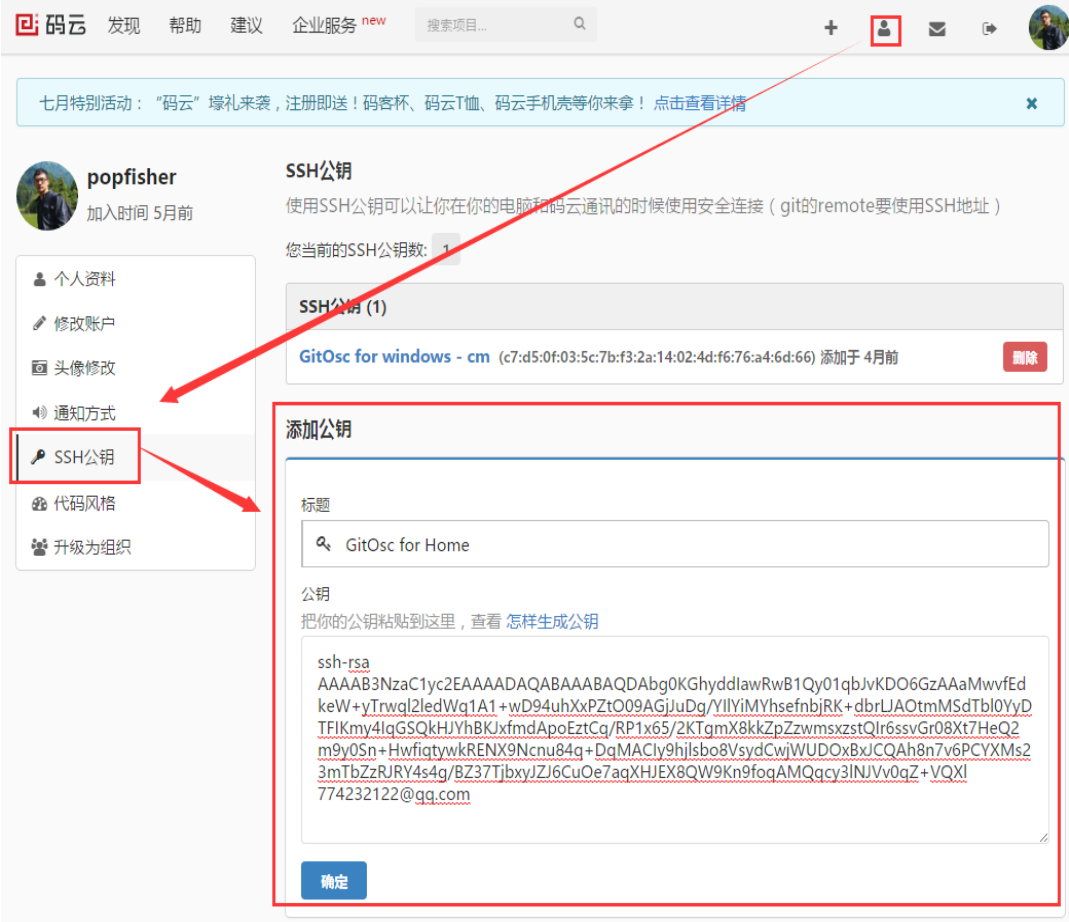 码云 发现 帮助 建议 企业服务 new 搜索项目...
七月特别活动：“码云”壕礼来袭，注册即送！码客杯、码云T恤、码云手机壳等你来拿！ 点击查看详情
popfisher
加入时间 5月前
个人资料
修改账户
头像修改
通知方式
SSH公钥
代码风格
升级为组织
SSH公钥
使用SSH公钥可以让你在你的电脑和码云通讯的时候使用安全连接（git的remote要使用SSH地址）
您当前的SSH公钥数: 1
SSH公钥 (1)
GitOsc for windows - cm (c7:d5:0f:03:5c:7b:f3:2a:14:02:4d:f6:76:a4:6d:66) 添加于 4月前 删除
添加公钥
标题
GitOsc for Home
公钥
把你的公钥粘贴到这里，查看 怎样生成公钥
ssh-rsa
AAAAB3NzaC1yc2EAAAADAQABAAABAQDAbg0KGhyddIawRwB1Qy01qbJvKDO6GzAAaMwvfEd
keW+yTrwql2ledWq1A1+wD94uhXxPZtO09AGjJuDg/YIlYiMYhsefnbjRK+dbrLJAOtmMSdTbl0YyD
TFIKmy4IqGSQkHJYhBKJxfmdApoEztCq/RP1x65/2KTgmX8kkZpZzwmsxzstQIr6ssvGr08Xt7HeQ2
m9y0Sn+HwfiqtywkRENX9Ncnu84q+DqMACIy9hjlsbo8VsydCwjWUDOxBxJCQAh8n7v6PCYXMs2
3mTbZzRJRY4s4g/BZ37TjbxyJZJ6CuOe7aqXHJEX8QW9Kn9foqAMQqcy3lNJVv0qZ+VQXl
774232122@qq.com
确定